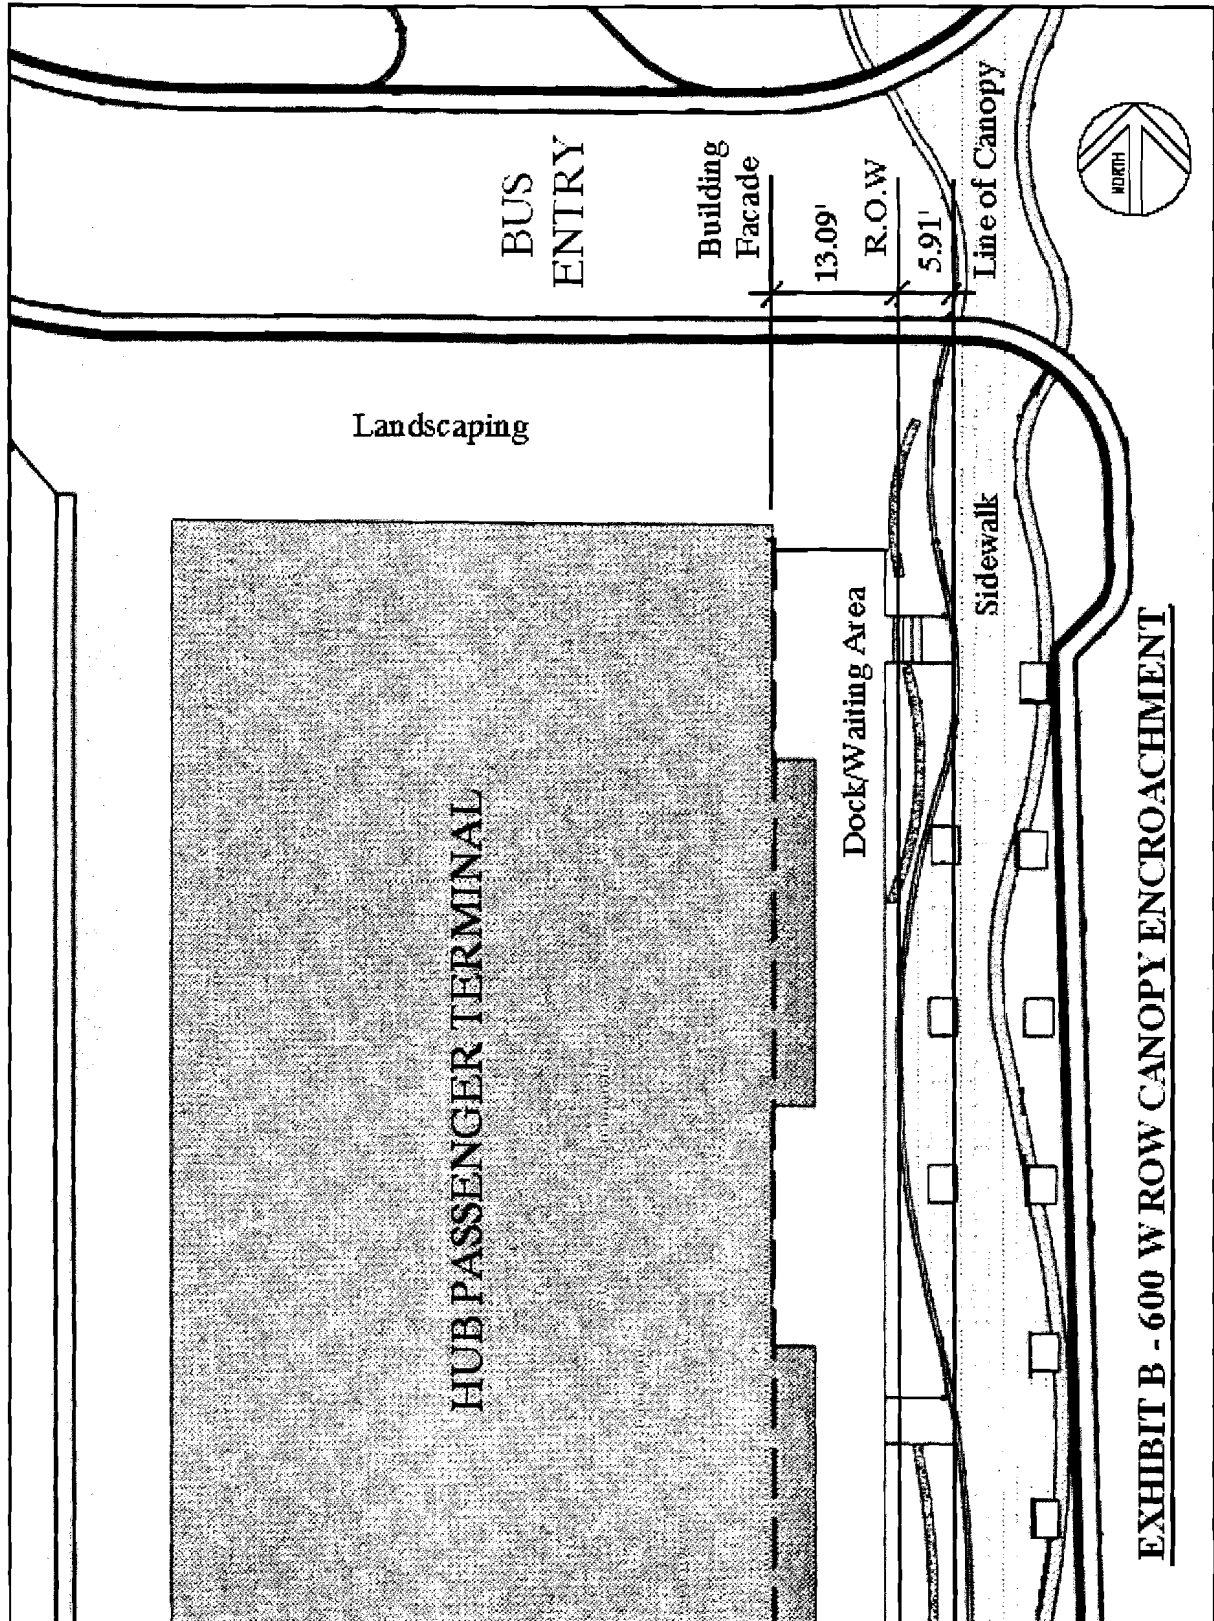 BUS
ENTRY
Building
Facade
13.09'
R.O.W
5.91'
Line of Canopy
NORTH
Landscaping
Sidewalk
Dock/Waiting Area
HUB PASSENGER TERMINAL
EXHIBIT B - 600 W ROW CANOPY ENCROACHMENT